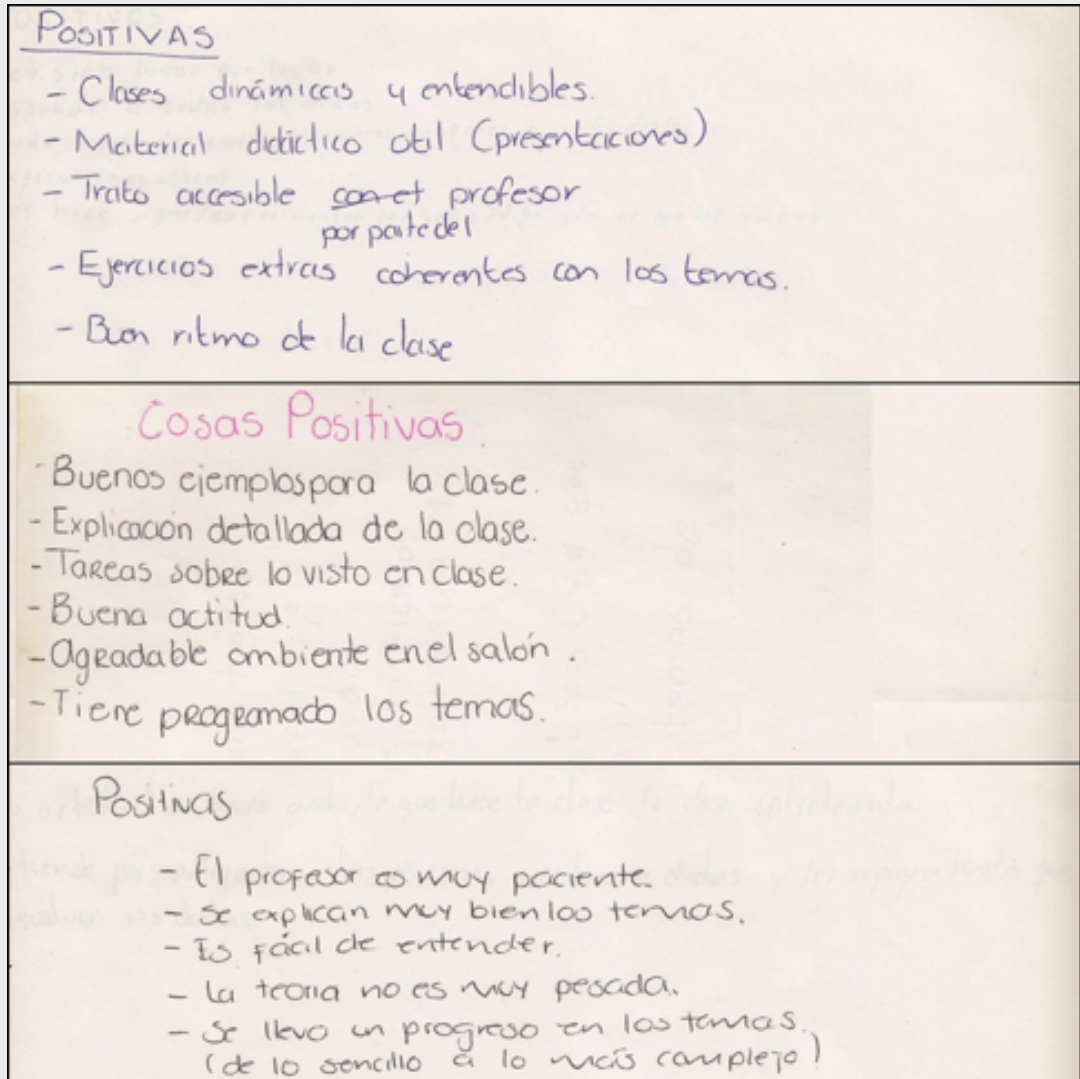 POSITIVAS
- Clases dinámicas y entendibles.
- Material didáctico útil (presentaciones)
- Trato accesible con el profesor
por parte del
- Ejercicios extras coherentes con los temas.
- Buen ritmo de la clase
Cosas Positivas
- Buenos ejemplos para la clase.
- Explicación detallada de la clase.
- Tareas sobre lo visto en clase.
- Buena actitud.
- Agradable ambiente en el salón.
- Tiene programado los temas.
Positivas
- El profesor es muy paciente.
- Se explican muy bien los temas.
- Es fácil de entender.
- La teoría no es muy pesada.
- Se llevo un progreso en los temas.
(de lo sencillo a lo más complejo)